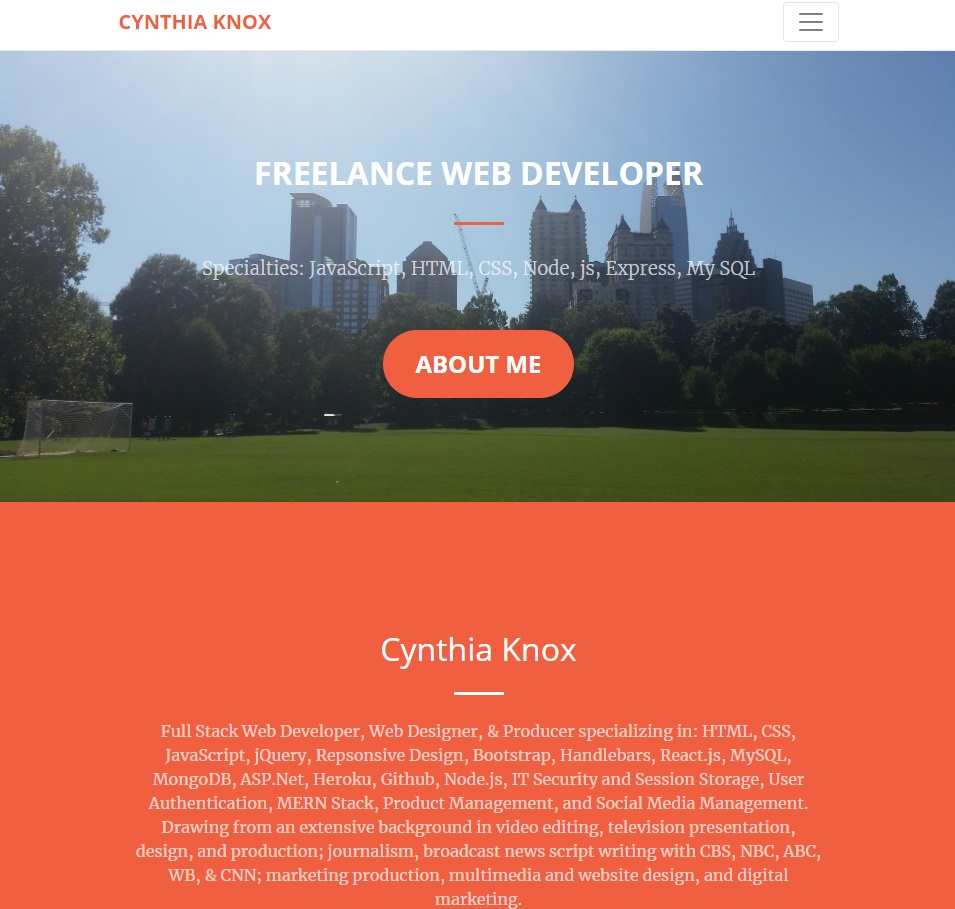 CYNTHIA KNOX
FREELANCE WEB DEVELOPER
Specialties: JavaScript, HTML, CSS, Node, js, Express, My SQL
ABOUT ME
Cynthia Knox
Full Stack Web Developer, Web Designer, & Producer specializing in: HTML, CSS,
JavaScript, jQuery, Repsonsive Design, Bootstrap, Handlebars, React.js, MySQL,
MongoDB, ASP.Net, Heroku, Github, Node.js, IT Security and Session Storage, User
Authentication, MERN Stack, Product Management, and Social Media Management.
Drawing from an extensive background in video editing, television presentation,
design, and production; journalism, broadcast news script writing with CBS, NBC, ABC,
WB, & CNN; marketing production, multimedia and website design, and digital
marketing.